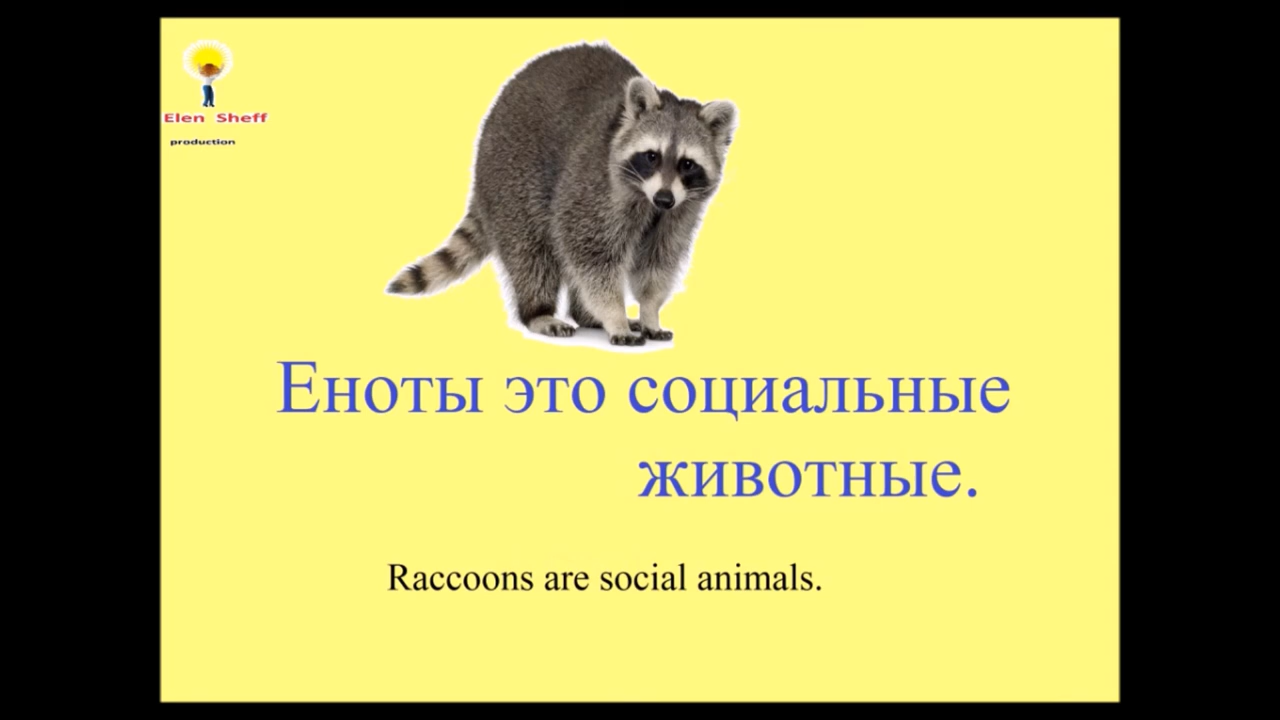 Elen Sheff
production
Еноты это социальные
животные.
Raccoons are social animals.